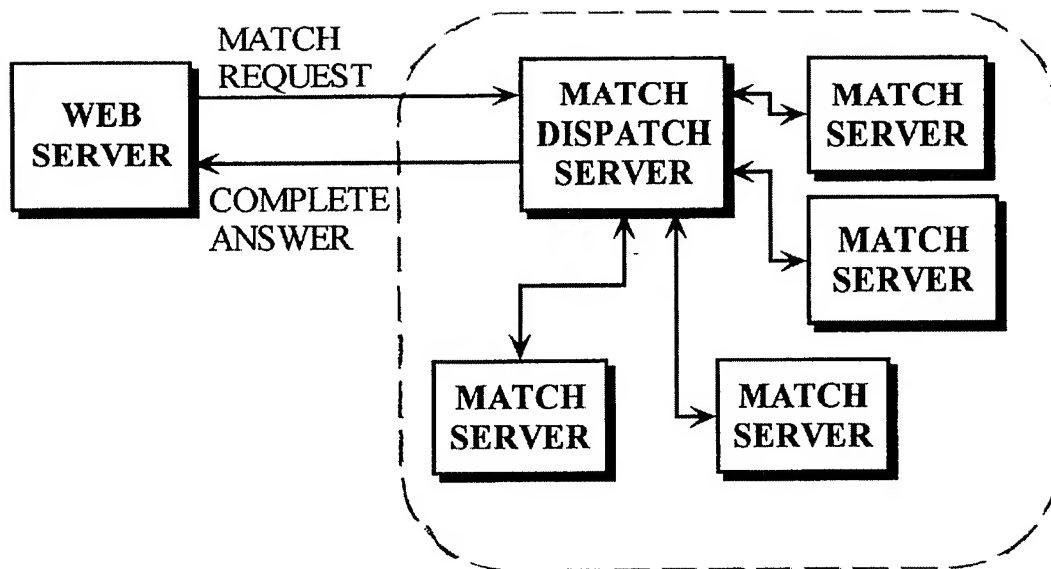 MATCH
REQUEST
WEB
SERVER
COMPLETE
ANSWER
MATCH
DISPATCH
SERVER
MATCH
SERVER
MATCH
SERVER
MATCH
SERVER
MATCH
SERVER